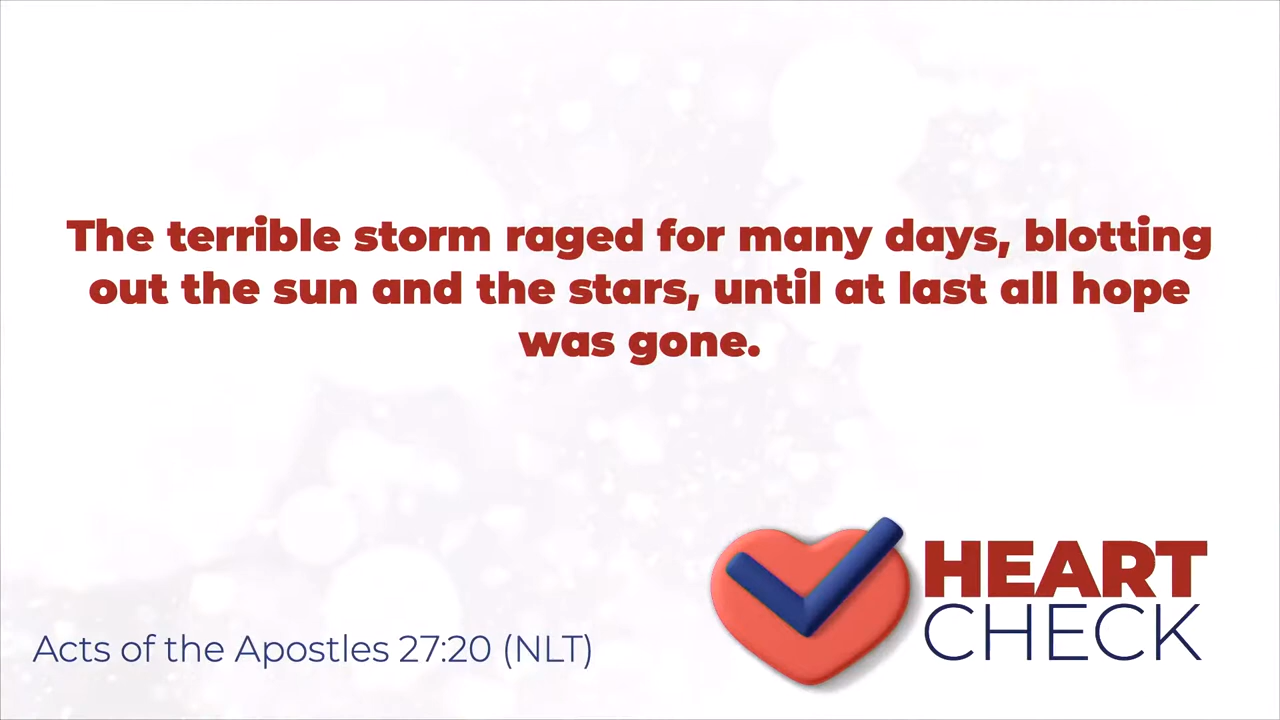 The terrible storm raged for many days, blotting
out the sun and the stars, until at last all hope
was gone.
HEART
CHECK
Acts of the Apostles 27:20 (NLT)